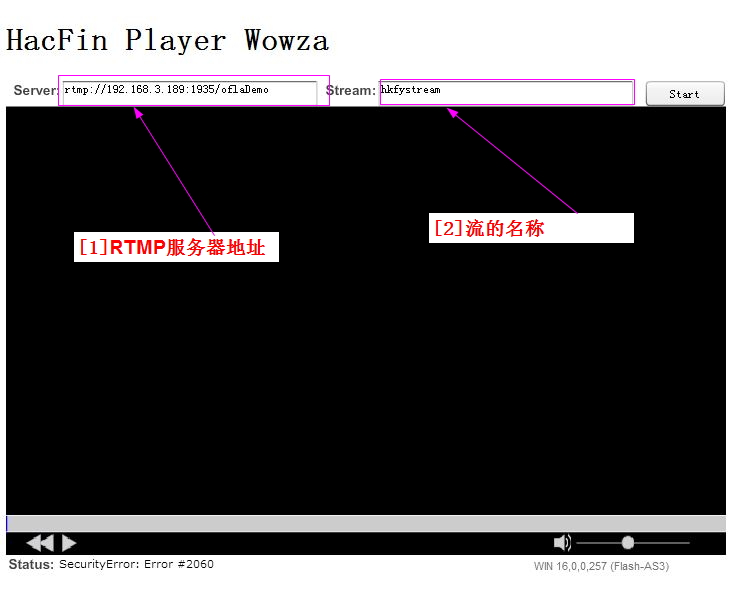 HacFin Player Wowza
Server: rtmp://192.168.3.189:1935/oflaDemo Stream: hkfystream Start
[1]RTMP服务器地址
[2]流的名称
Status: SecurityError: Error #2060
WIN 16,0,0,257 (Flash-AS3)